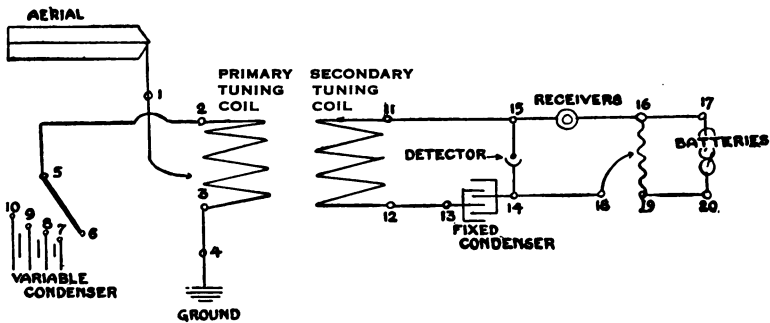 AERIAL
1
PRIMARY
TUNING
COIL
SECONDARY
TUNING
COIL
2
11
15
RECEIVERS
16
17
BATTERIES
DETECTOR
5
3
12
13
14
18
19
20.
FIXED
CONDENSER
10
9
8
7
6
4
VARIABLE
CONDENSER
GROUND